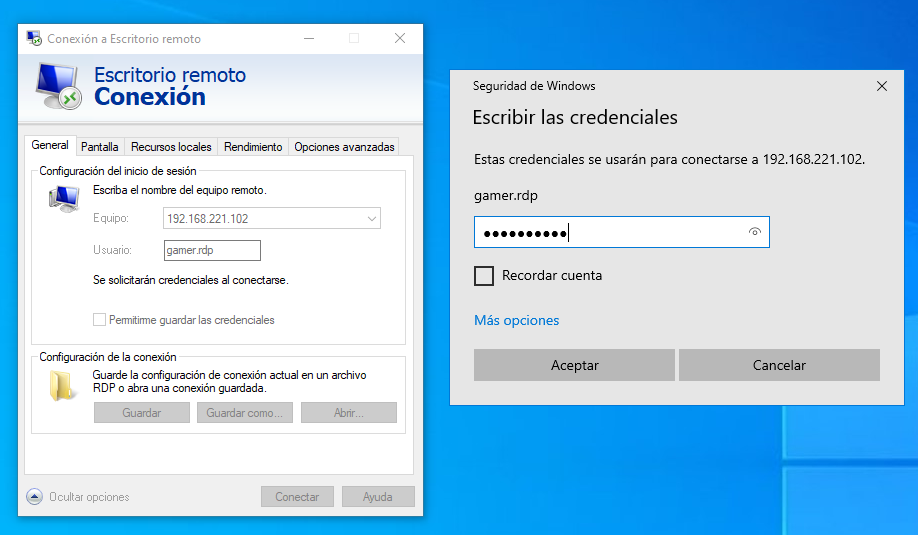 Conexión a Escritorio remoto
Escritorio remoto
Conexión
General Pantalla Recursos locales Rendimiento Opciones avanzadas
Configuración del inicio de sesión
Escriba el nombre del equipo remoto.
Equipo: 192.168.221.102
Usuario: gamer.rdp
Se solicitarán credenciales al conectarse.
Permitirme guardar las credenciales
Configuración de la conexión
Guarde la configuración de conexión actual en un archivo
RDP o abra una conexión guardada.
Guardar Guardar como... Abrir...
Ocultar opciones Conectar Ayuda
Seguridad de Windows
Escribir las credenciales
Estas credenciales se usarán para conectarse a 192.168.221.102.
gamer.rdp
●●●●●●●●●●
Recordar cuenta
Más opciones
Aceptar Cancelar